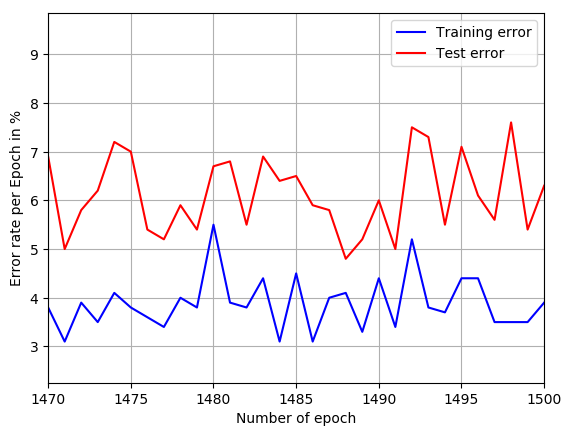 Training error
Test error
9
8
7
6
5
4
3
Error rate per Epoch in %
1470 1475 1480 1485 1490 1495 1500
Number of epoch